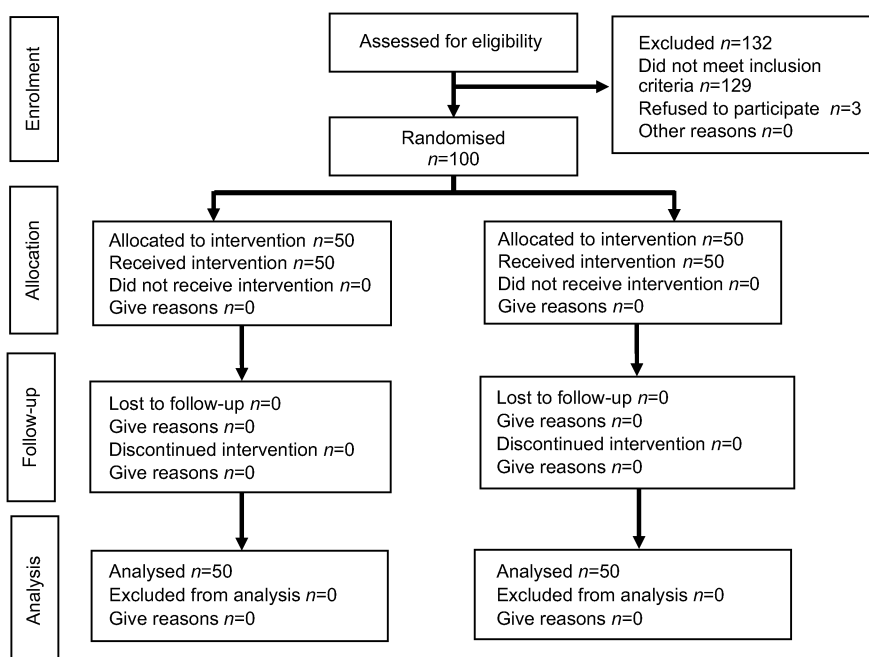 Enrolment
Assessed for eligibility
Excluded n=132
Did not meet inclusion
criteria n=129
Refused to participate n=3
Other reasons n=0
Randomised
n=100
Allocation
Allocated to intervention n=50
Received intervention n=50
Did not receive intervention n=0
Give reasons n=0
Allocated to intervention n=50
Received intervention n=50
Did not receive intervention n=0
Give reasons n=0
Follow-up
Lost to follow-up n=0
Give reasons n=0
Discontinued intervention n=0
Give reasons n=0
Lost to follow-up n=0
Give reasons n=0
Discontinued intervention n=0
Give reasons n=0
Analysis
Analysed n=50
Excluded from analysis n=0
Give reasons n=0
Analysed n=50
Excluded from analysis n=0
Give reasons n=0